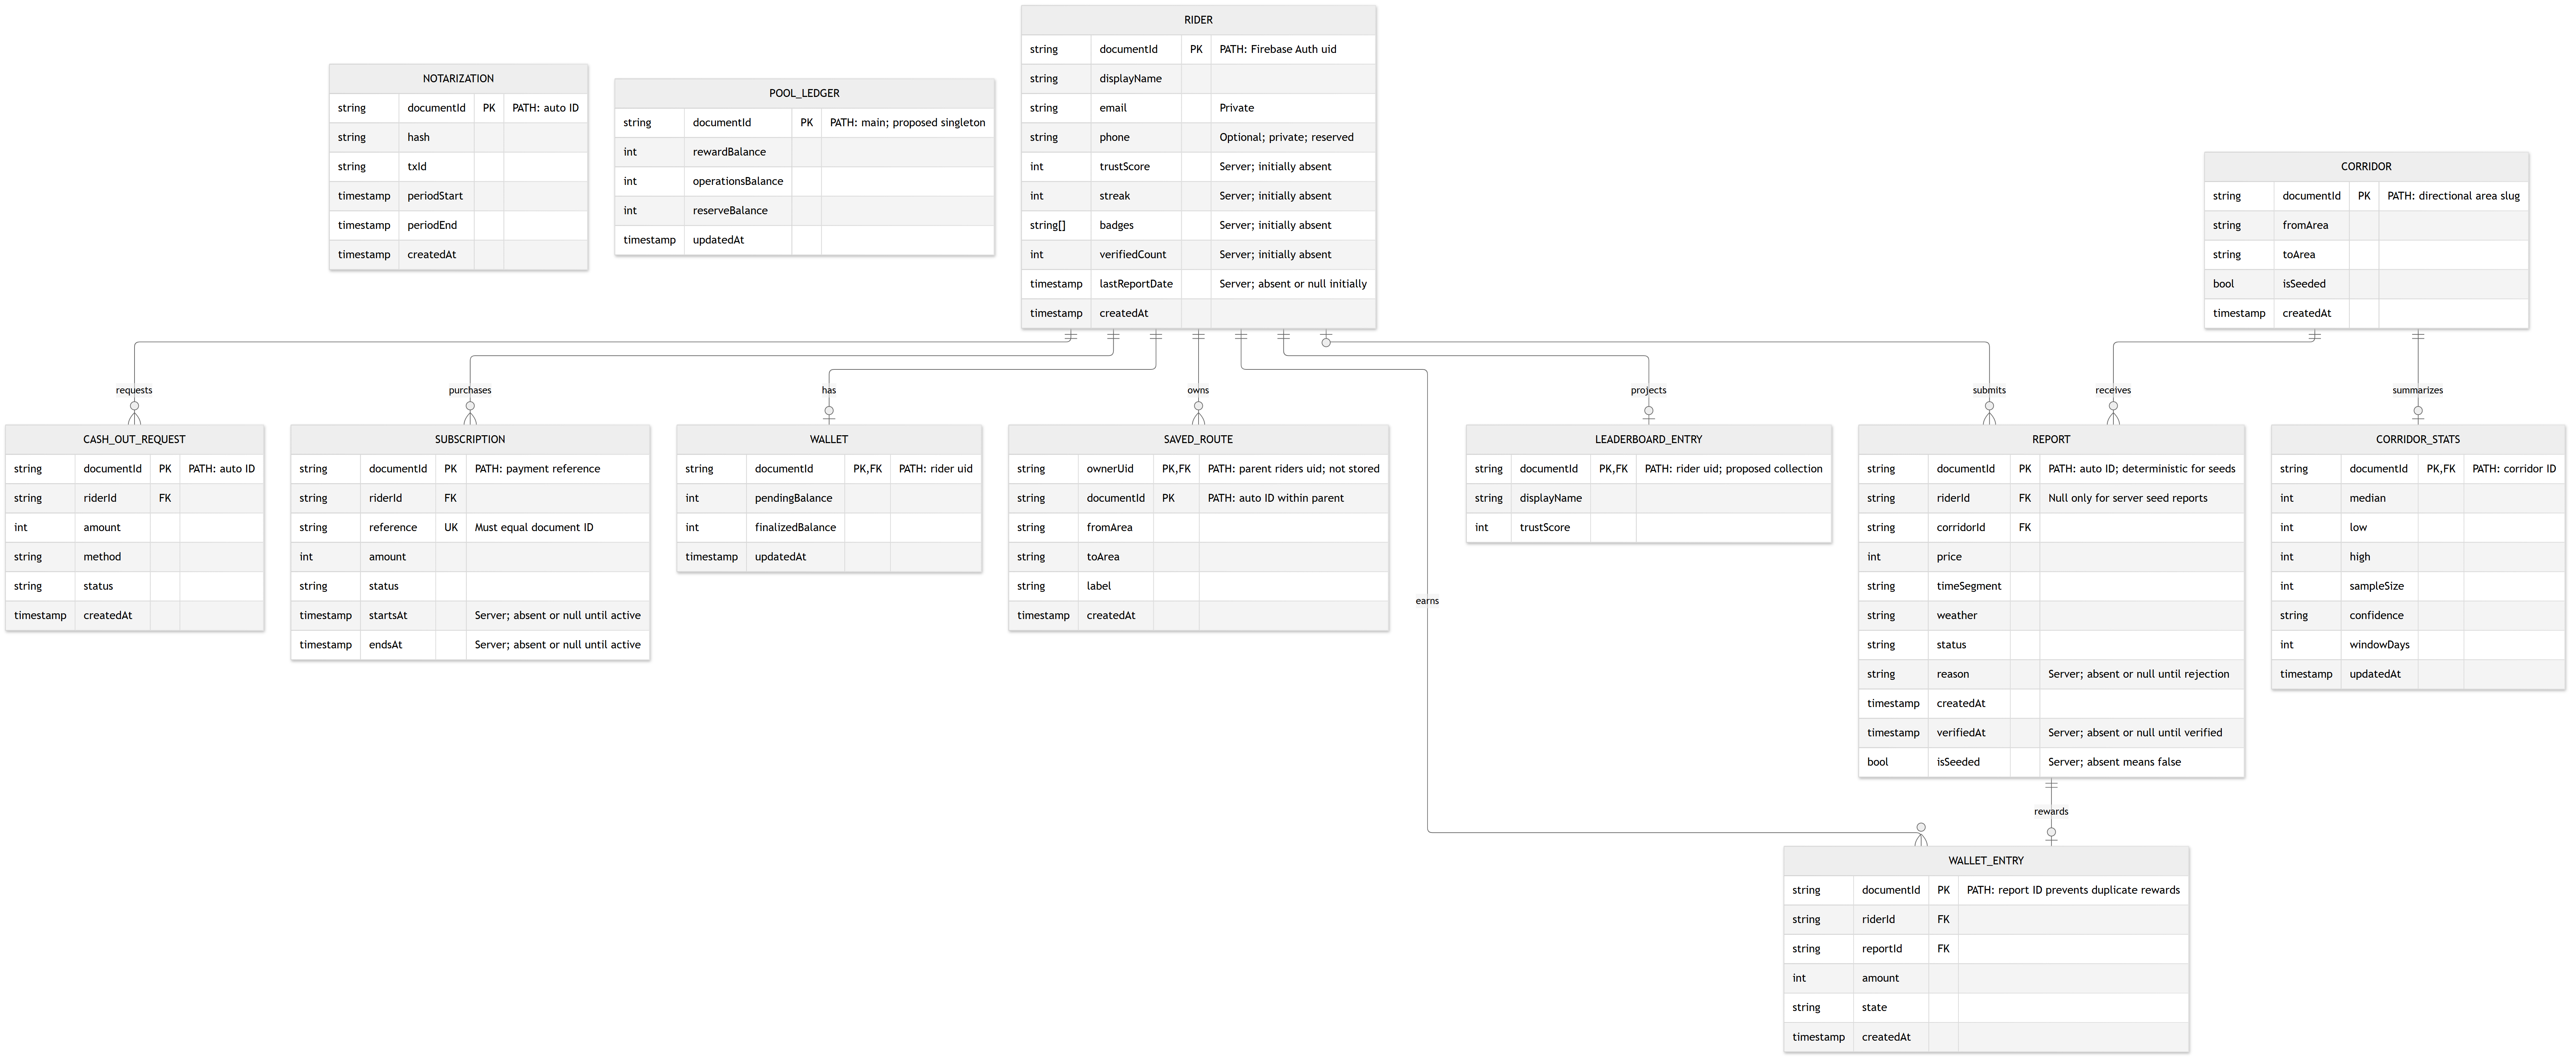 RIDER
string documentId PK PATH: Firebase Auth uid
string displayName
string email Private
string phone Optional; private; reserved
int trustScore Server; initially absent
int streak Server; initially absent
string[] badges Server; initially absent
int verifiedCount Server; initially absent
timestamp lastReportDate Server; absent or null initially
timestamp createdAt
NOTARIZATION
string documentId PK PATH: auto ID
string hash
string txId
timestamp periodStart
timestamp periodEnd
timestamp createdAt
POOL_LEDGER
string documentId PK PATH: main; proposed singleton
int rewardBalance
int operationsBalance
int reserveBalance
timestamp updatedAt
CORRIDOR
string documentId PK PATH: directional area slug
string fromArea
string toArea
bool isSeeded
timestamp createdAt
requests
purchases
has
owns
projects
submits
receives
summarizes
CASH_OUT_REQUEST
string documentId PK PATH: auto ID
string riderId FK
int amount
string method
string status
timestamp createdAt
SUBSCRIPTION
string documentId PK PATH: payment reference
string riderId FK
string reference UK Must equal document ID
int amount
string status
timestamp startsAt Server; absent or null until active
timestamp endsAt Server; absent or null until active
WALLET
string documentId PK,FK PATH: rider uid
int pendingBalance
int finalizedBalance
timestamp updatedAt
SAVED_ROUTE
string ownerUid PK,FK PATH: parent riders uid; not stored
string documentId PK PATH: auto ID within parent
string fromArea
string toArea
string label
timestamp createdAt
LEADERBOARD_ENTRY
string documentId PK,FK PATH: rider uid; proposed collection
string displayName
int trustScore
REPORT
string documentId PK PATH: auto ID; deterministic for seeds
string riderId FK Null only for server seed reports
string corridorId FK
int price
string timeSegment
string weather
string status
string reason Server; absent or null until rejection
timestamp createdAt
timestamp verifiedAt Server; absent or null until verified
bool isSeeded Server; absent means false
CORRIDOR_STATS
string documentId PK,FK PATH: corridor ID
int median
int low
int high
int sampleSize
string confidence
int windowDays
timestamp updatedAt
earns
rewards
WALLET_ENTRY
string documentId PK PATH: report ID prevents duplicate rewards
string riderId FK
string reportId FK
int amount
string state
timestamp createdAt